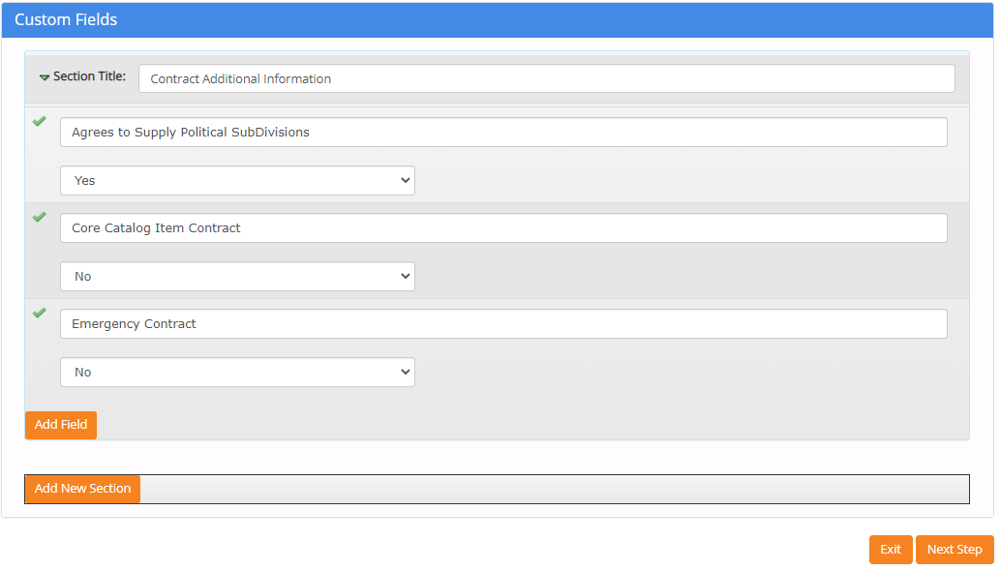 Custom Fields
Section Title: Contract Additional Information
Agrees to Supply Political SubDivisions
Yes
Core Catalog Item Contract
No
Emergency Contract
No
Add Field
Add New Section
Exit Next Step